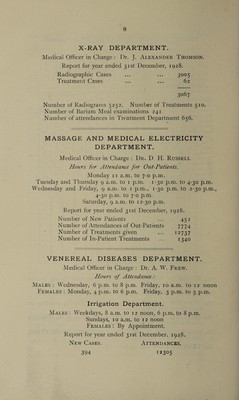 8
X-RAY DEPARTMENT.
Medical Officer in Charge: Dr. J. Alexander Thomson.
Report for year ended 31st December, 1928.
Radiographic Cases ... ... 3005
Treatment Cases ... ... 62
3067
Number of Radiograms 5252. Number of Treatments 510.
Number of Barium Meal examinations 241
Number of attendances in Treatment Department 656.
MASSAGE AND MEDICAL ELECTRICITY
DEPARTMENT.
Medical Officer in Charge: Dr. D H. Russell
Hours for Attendance for Out-Patients.
Monday 11 a.m. to 7-0 p.m.
Tuesday and Thursday 9 a.m. to 1 p.m. 1-30 p.m. to 4-30 p.m.
Wednesday and Friday, 9 a.m. to 1 p.m., 1-30 p.m. to 2-30 p.m.,
4-30 p.m. to 7-0 p.m.
Saturday, 9 a.m. to 12-30 p.m.
Report for year ended 31st December, 1928.
Number of New Patients ... 452
Number of Attendances of Out-Patients 7774
Number of Treatments given ... 12737
Number of In-Patient Treatments ... 1340
VENEREAL DISEASES DEPARTMENT.
Medical Officer in Charge: Dr. A. W. Frew.
Hours of Attendance:
Males: Wednesday, 6 p.m. to 8 p.m. Friday, 10 a.m. to 12 noon
Females: Monday, 4 p.m. to 6 p.m. Friday, 3 p.m. to 5 p.m.
Irrigation Department.
Males: Weekdays, 8 a.m. to 12 noon, 6 p.m. to 8 p.m.
Sundays, 10 a.m. to 12 noon
Females: By Appointment.
Report for year ended 31st December, 1928.
New Cases. Attendances.
394 12305